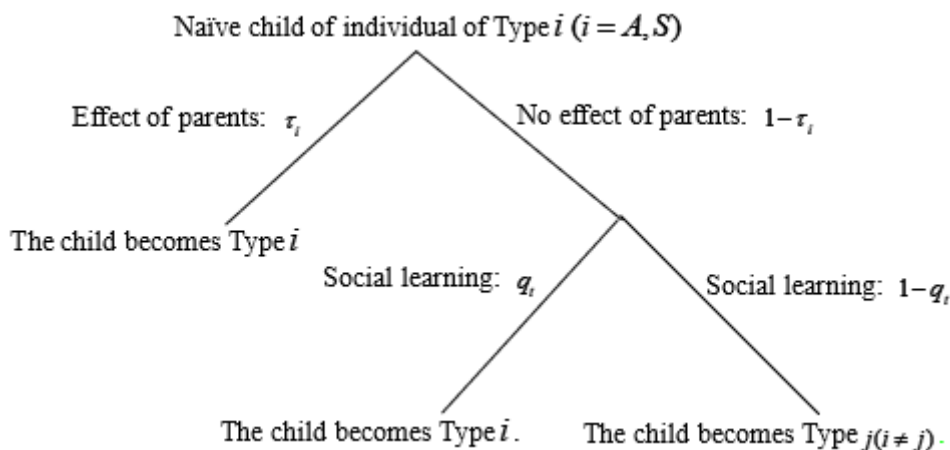 Naïve child of individual of Type i (i = A, S)
Effect of parents: τᵢ
No effect of parents: 1−τᵢ
The child becomes Type i
Social learning: qₜ
Social learning: 1−qₜ
The child becomes Type i.
The child becomes Type j(i ≠ j).